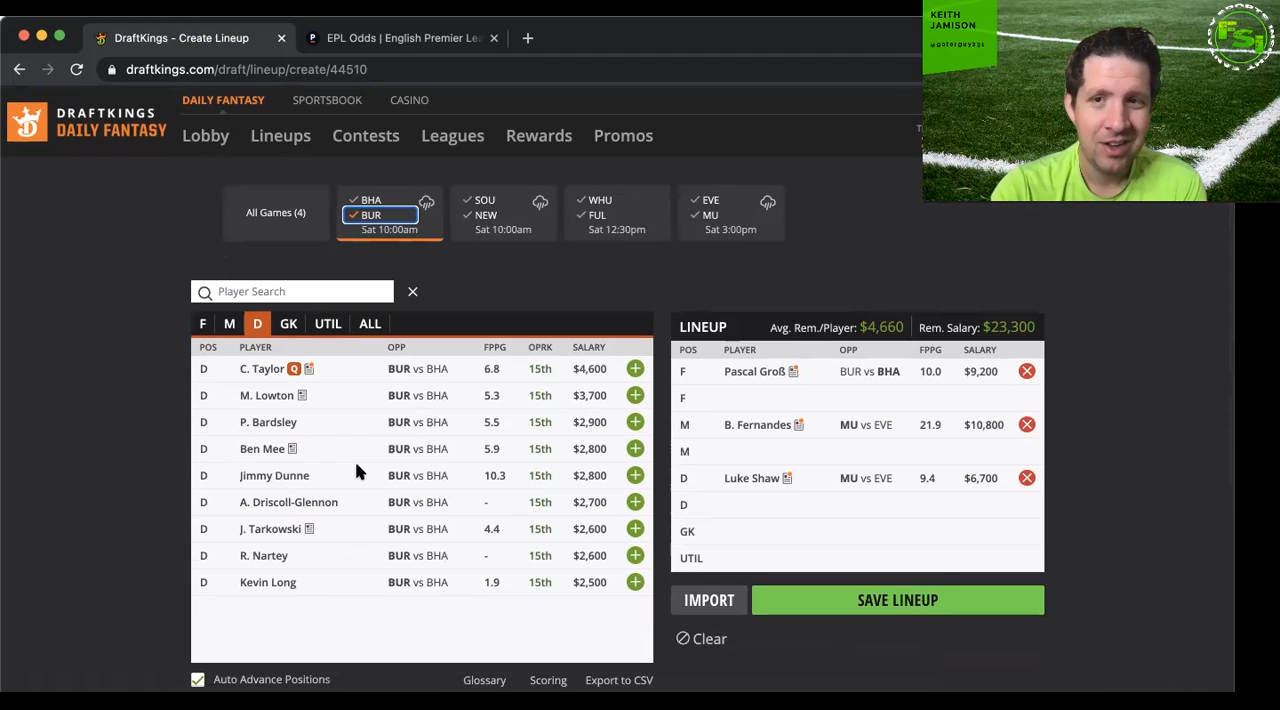 KEITH
JAMISON
@gotorguy231
FSI
DraftKings - Create Lineup
P EPL Odds | English Premier Le
draftkings.com/draft/lineup/create/44510
DRAFTKINGS
DAILY FANTASY
DAILY FANTASY SPORTSBOOK CASINO
Lobby Lineups Contests Leagues Rewards Promos
All Games (4)
BHA
BUR
Sat 10:00am
SOU
NEW
Sat 10:00am
WHU
FUL
Sat 12:30pm
EVE
MU
Sat 3:00pm
Player Search
F M D GK UTIL ALL
POS PLAYER OPP FPPG OPRK SALARY
D C. Taylor Q BUR vs BHA 6.8 15th $4,600
D M. Lowton BUR vs BHA 5.3 15th $3,700
D P. Bardsley BUR vs BHA 5.5 15th $2,900
D Ben Mee BUR vs BHA 5.9 15th $2,800
D Jimmy Dunne BUR vs BHA 10.3 15th $2,800
D A. Driscoll-Glennon BUR vs BHA - 15th $2,700
D J. Tarkowski BUR vs BHA 4.4 15th $2,600
D R. Nartey BUR vs BHA - 15th $2,600
D Kevin Long BUR vs BHA 1.9 15th $2,500
Auto Advance Positions
Glossary Scoring Export to CSV
LINEUP Avg. Rem./Player: $4,660 Rem. Salary: $23,300
POS PLAYER OPP FPPG SALARY
F Pascal Groß BUR vs BHA 10.0 $9,200
F
M B. Fernandes MU vs EVE 21.9 $10,800
M
D Luke Shaw MU vs EVE 9.4 $6,700
D
GK
UTIL
IMPORT SAVE LINEUP
Clear